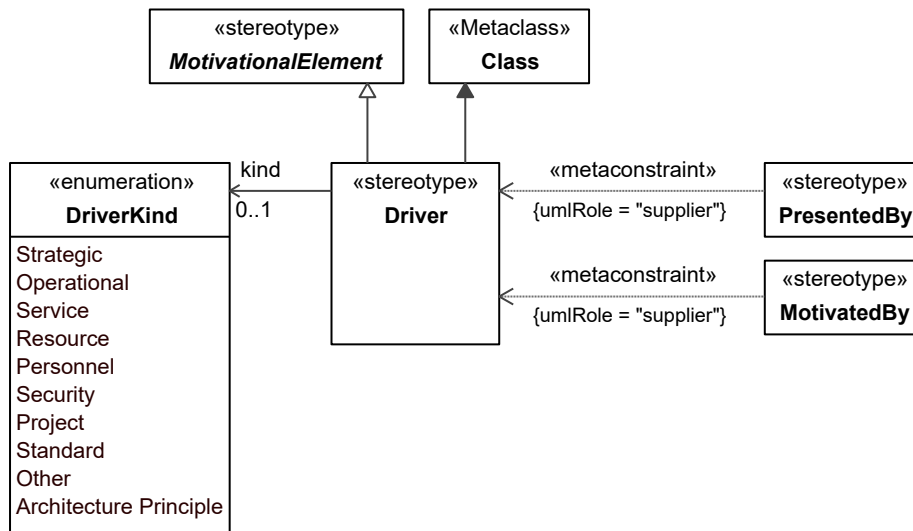 «stereotype»
MotivationalElement
«Metaclass»
Class
«enumeration»
DriverKind
Strategic
Operational
Service
Resource
Personnel
Security
Project
Standard
Other
Architecture Principle
kind
0..1
«stereotype»
Driver
«metaconstraint»
{umlRole = "supplier"}
«stereotype»
PresentedBy
«metaconstraint»
{umlRole = "supplier"}
«stereotype»
MotivatedBy